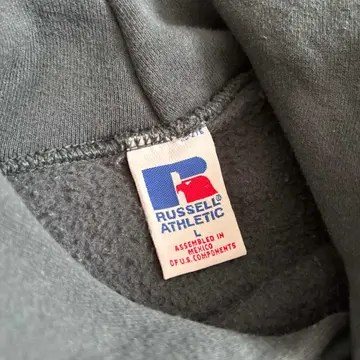 RUSSELL®
ATHLETIC
L
ASSEMBLED IN
MEXICO
OF U.S. COMPONENTS